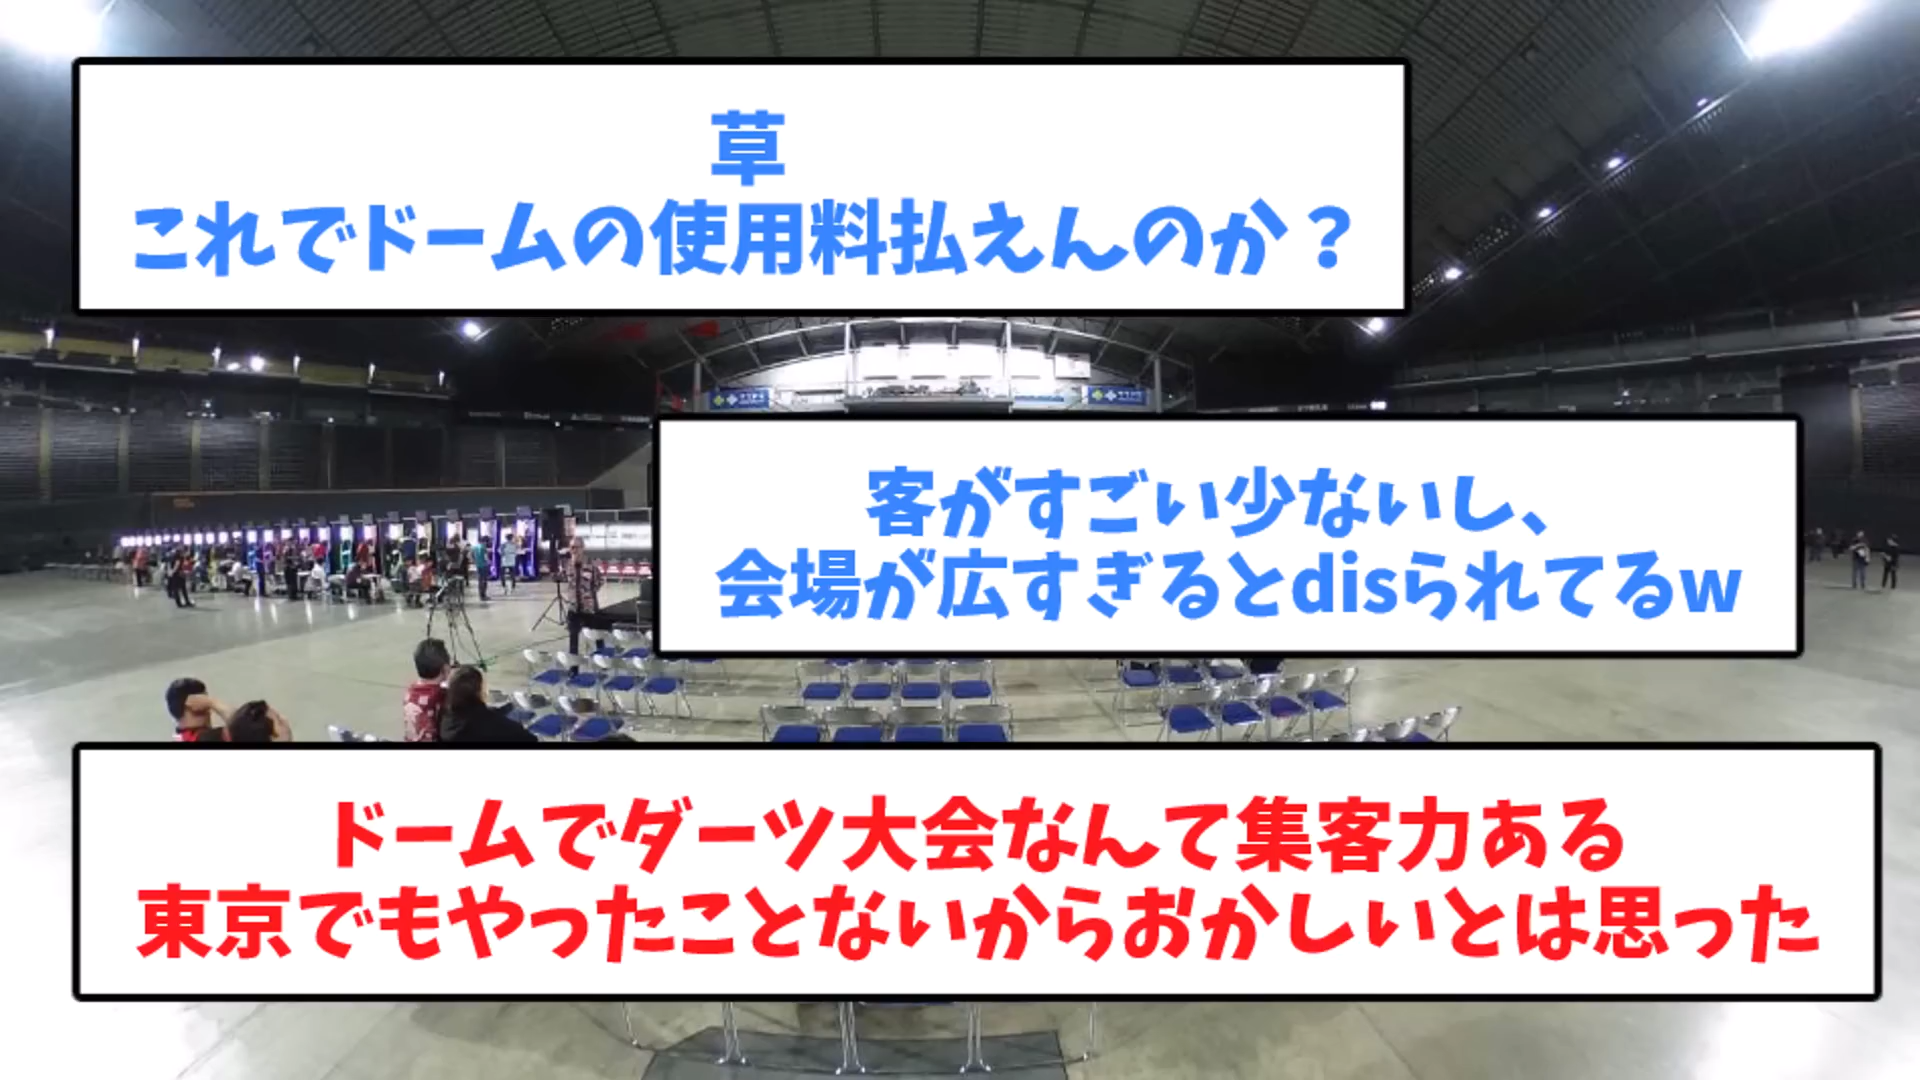 草
これでドームの使用料払えんのか？
客がすごい少ないし、
会場が広すぎるとdisられてるw
ドームでダーツ大会なんて集客力ある
東京でもやったことないからおかしいとは思った